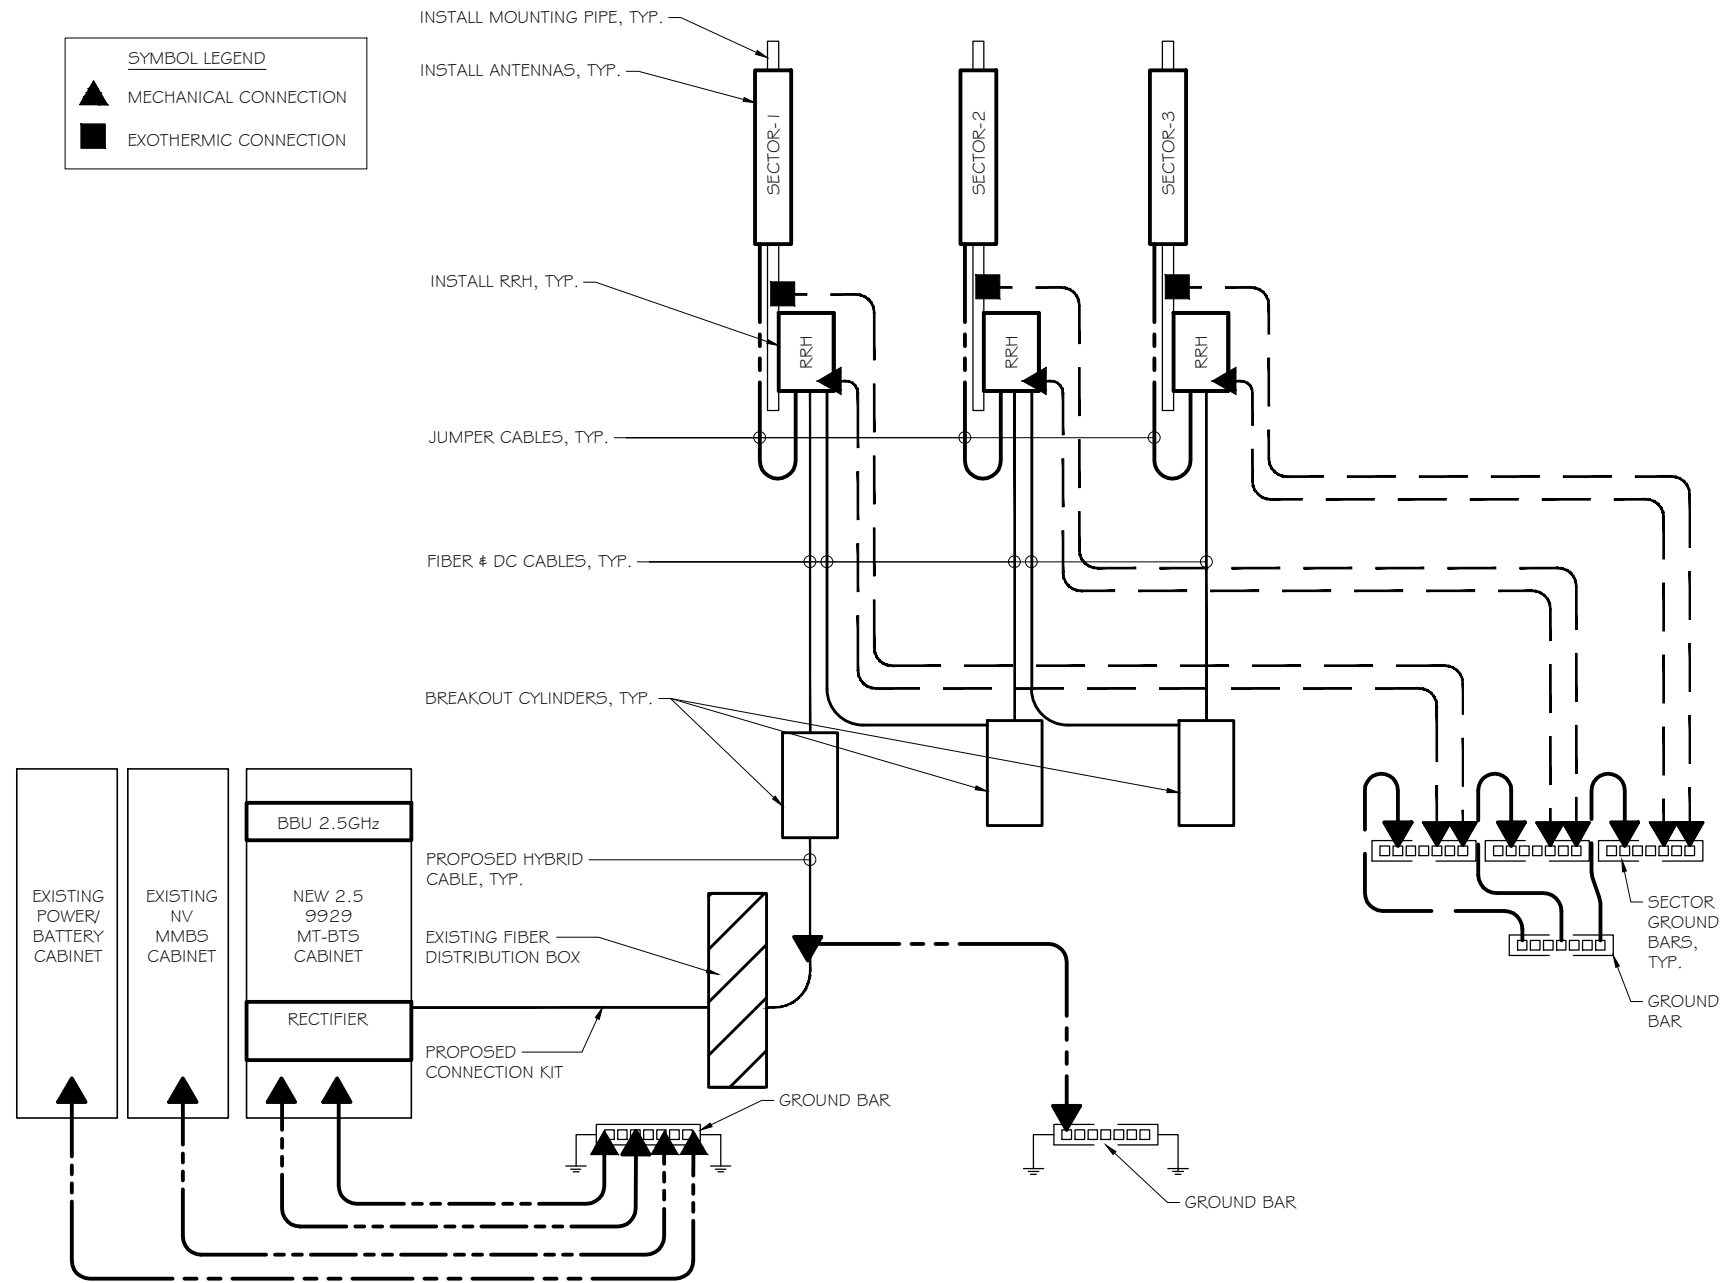 INSTALL MOUNTING PIPE, TYP.
SYMBOL LEGEND
MECHANICAL CONNECTION
EXOTHERMIC CONNECTION
INSTALL ANTENNAS, TYP.
SECTOR-1
SECTOR-2
SECTOR-3
INSTALL RRH, TYP.
RRH
RRH
RRH
JUMPER CABLES, TYP.
FIBER & DC CABLES, TYP.
BREAKOUT CYLINDERS, TYP.
BBU 2.5GHz
PROPOSED HYBRID
CABLE, TYP.
EXISTING
POWER/
BATTERY
CABINET
EXISTING
NV
MMBS
CABINET
NEW 2.5
9929
MT-BTS
CABINET
EXISTING FIBER
DISTRIBUTION BOX
SECTOR
GROUND
BARS,
TYP.
GROUND
BAR
RECTIFIER
PROPOSED
CONNECTION KIT
GROUND BAR
GROUND BAR